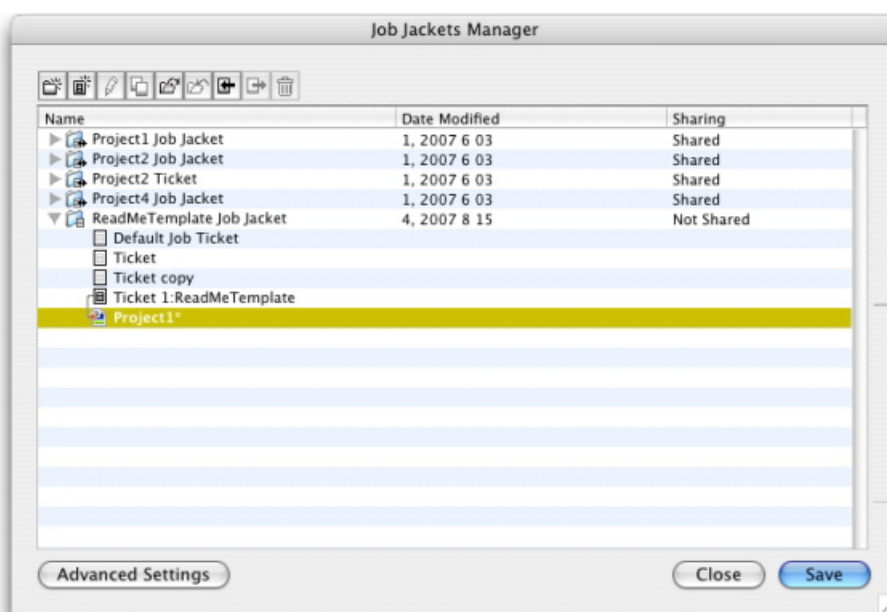 Job Jackets Manager
Name Date Modified Sharing
Project1 Job Jacket 1, 2007 6 03 Shared
Project2 Job Jacket 1, 2007 6 03 Shared
Project2 Ticket 1, 2007 6 03 Shared
Project4 Job Jacket 1, 2007 6 03 Shared
ReadMeTemplate Job Jacket 4, 2007 8 15 Not Shared
Default Job Ticket
Ticket
Ticket copy
Ticket 1:ReadMeTemplate
Project1*
Advanced Settings Close Save